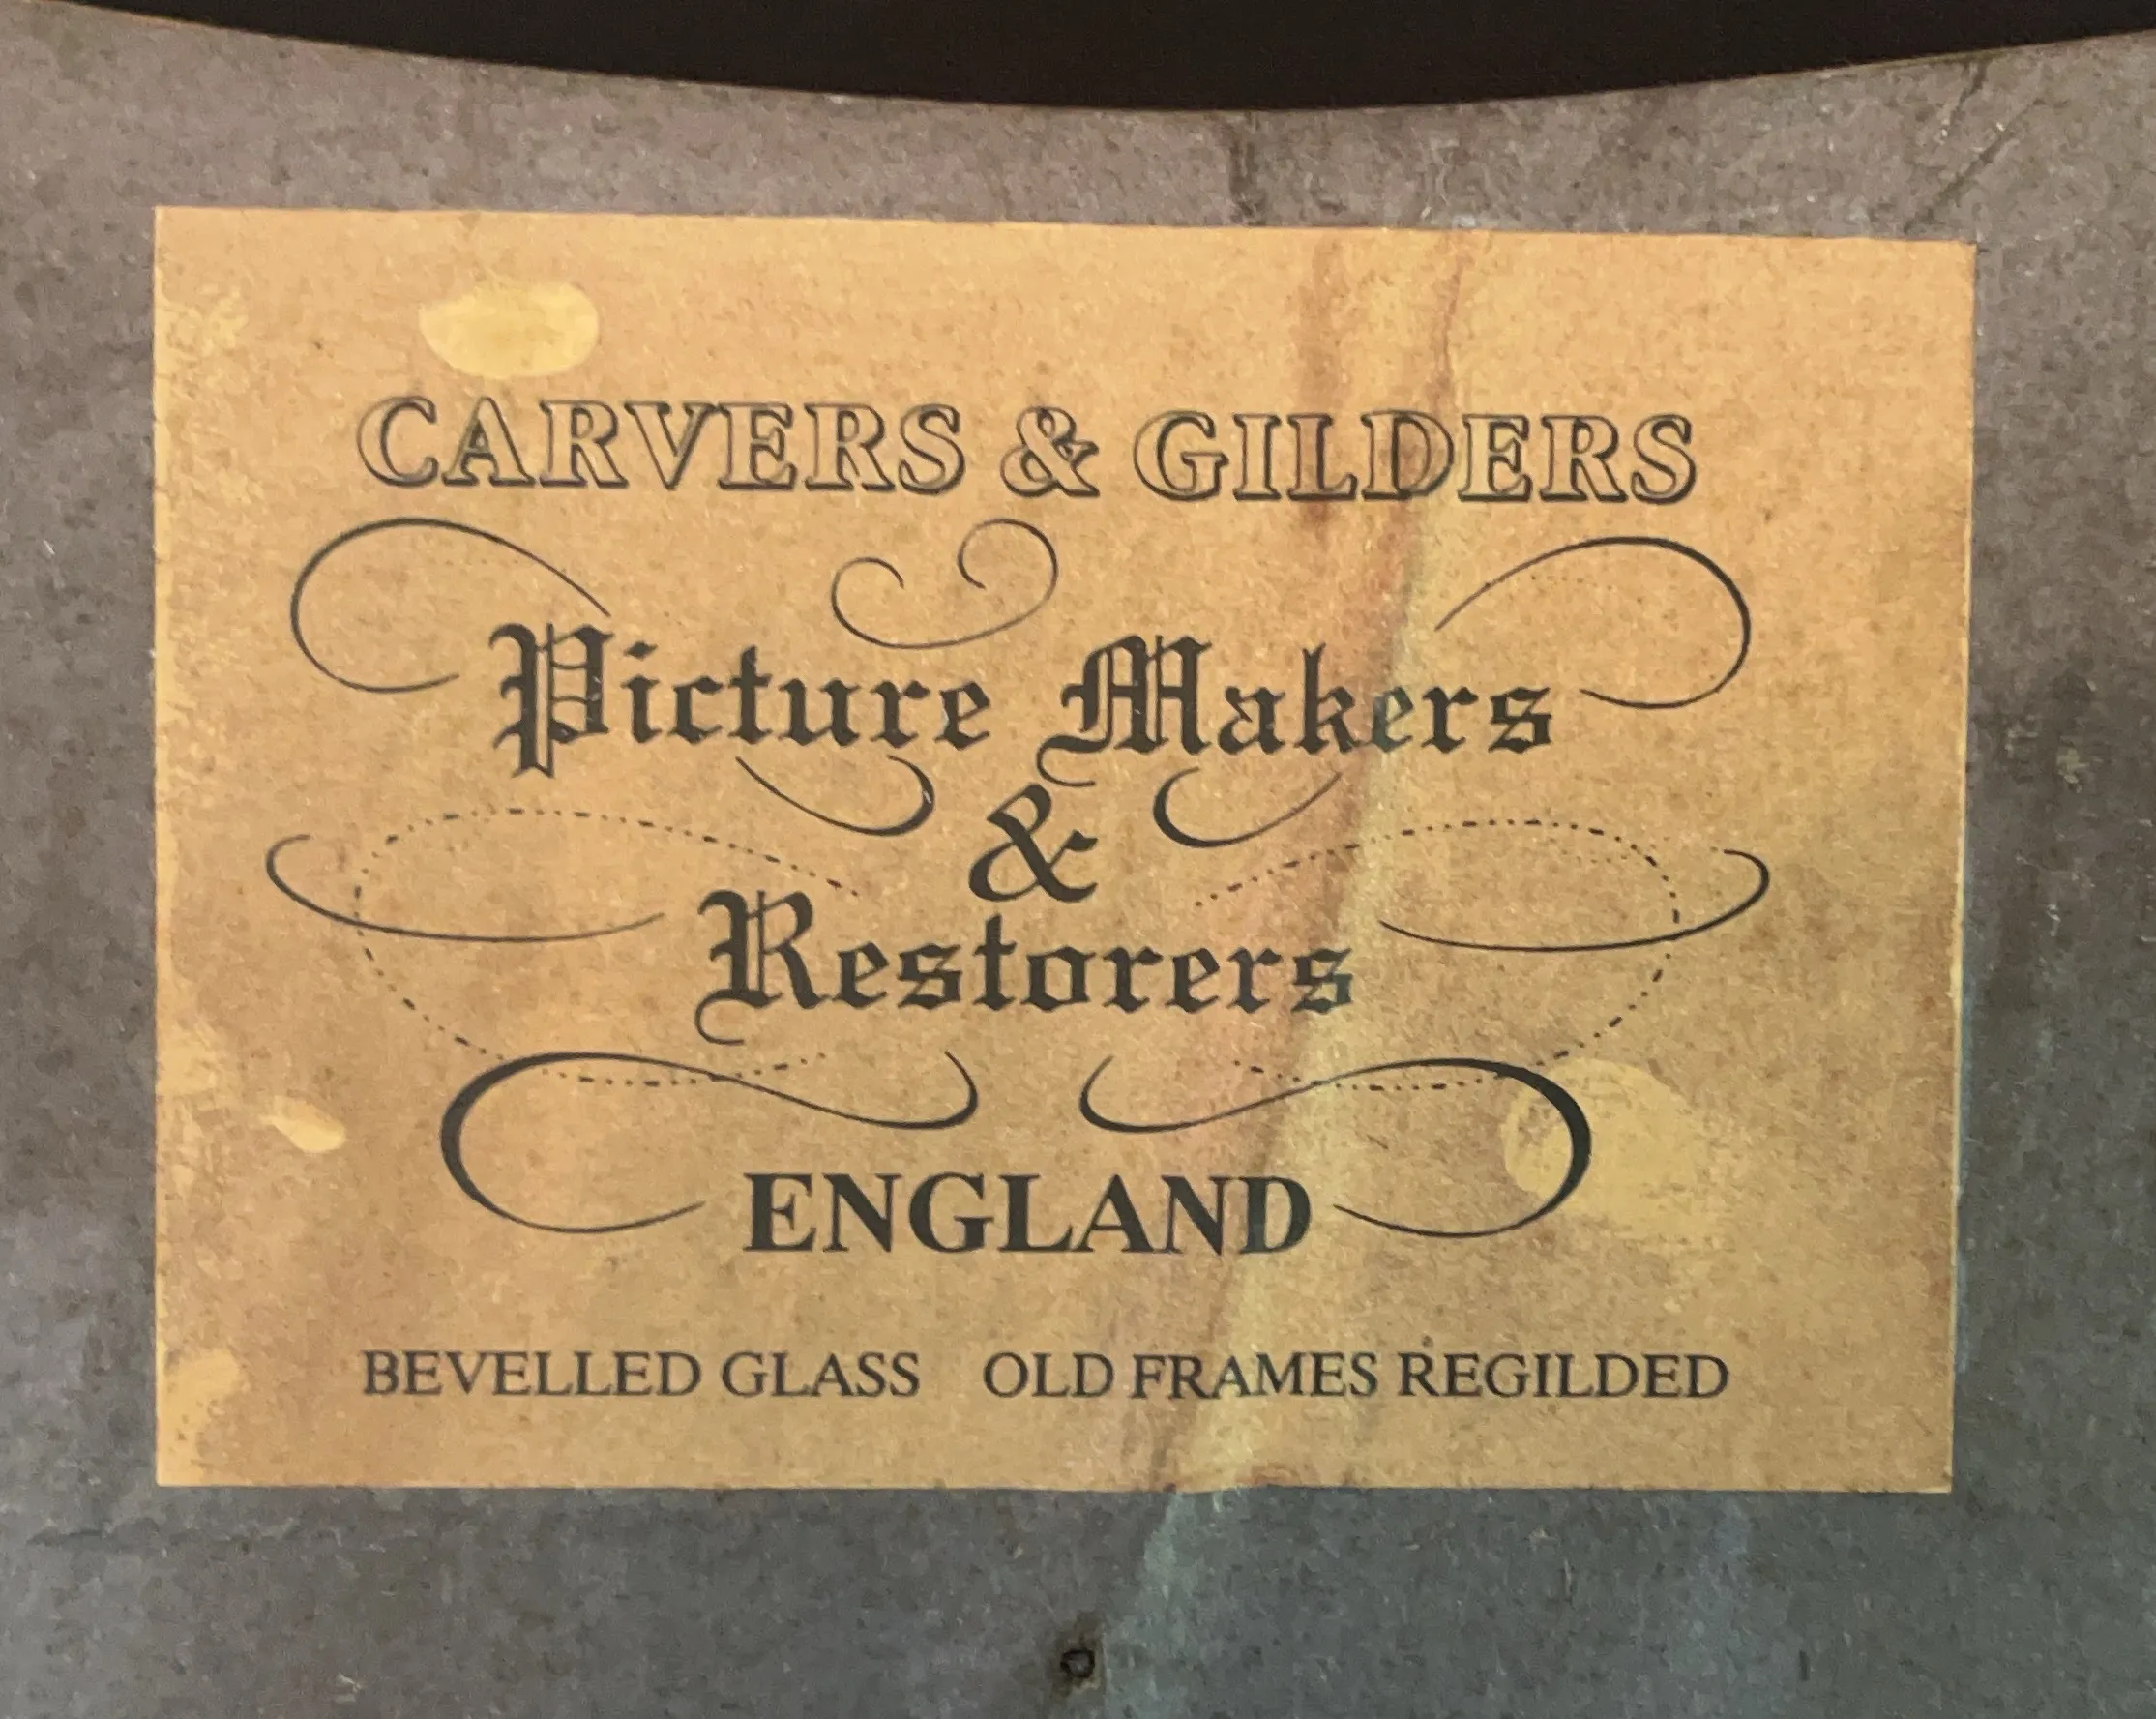 CARVERS & GILDERS
Picture Makers
&
Restorers
ENGLAND
BEVELLED GLASS OLD FRAMES REGILDED